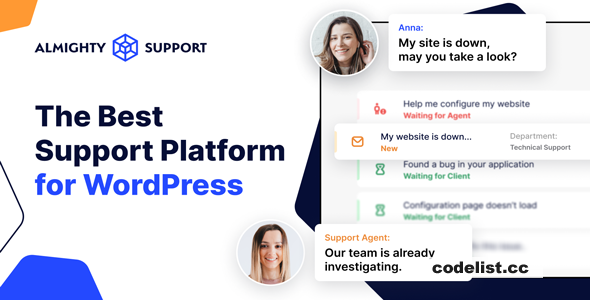 ALMIGHTY SUPPORT
The Best
Support Platform
for WordPress
Anna:
My site is down,
may you take a look?
Help me configure my website
Waiting for Agent
My website is down...
New
Department:
Technical Support
Found a bug in your application
Waiting for Client
Configuration page doesn't load
Waiting for Client
Support Agent:
Our team is already
investigating.
codelist.cc